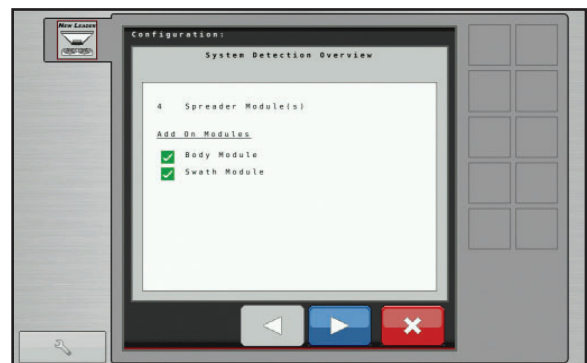 New Leader
Configuration:
System Detection Overview
4 Spreader Module(s)
Add On Modules
Body Module
Swath Module